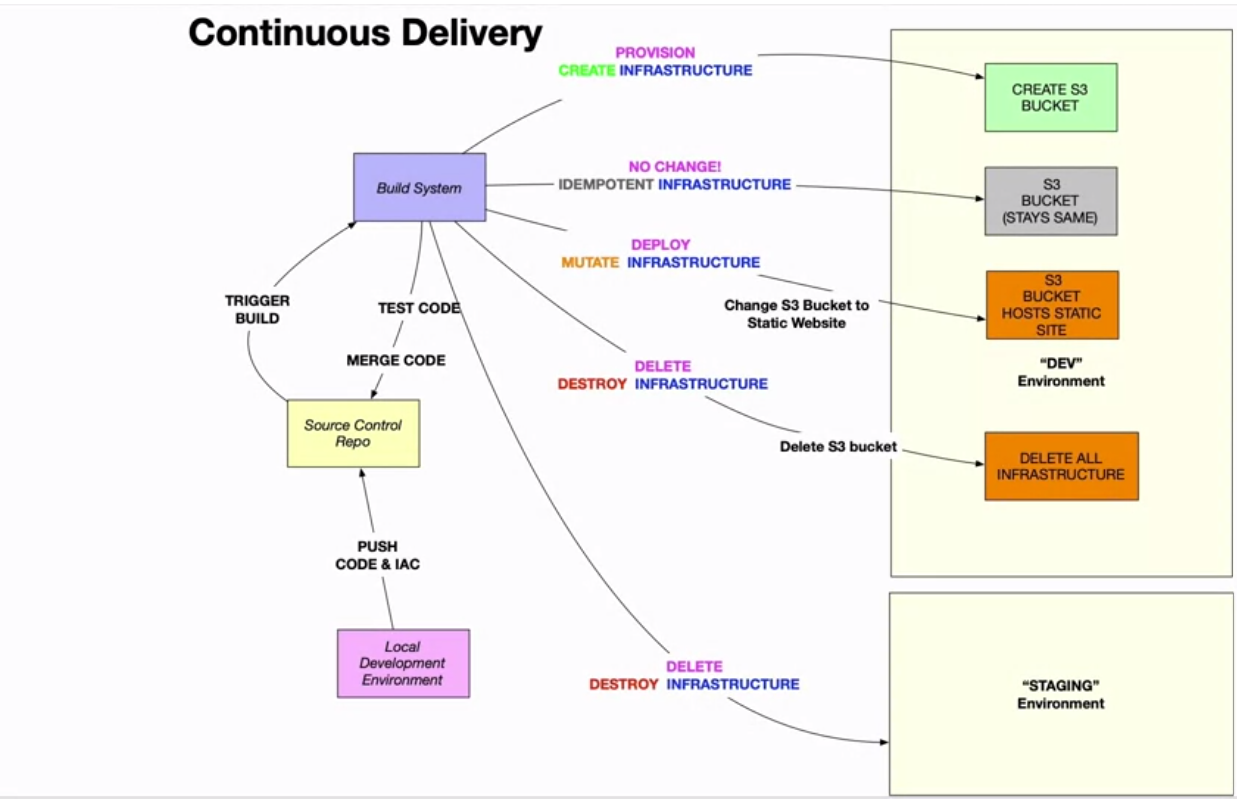 Continuous Delivery
PROVISION
CREATE INFRASTRUCTURE
CREATE S3
BUCKET
Build System
NO CHANGE!
IDEMPOTENT INFRASTRUCTURE
S3
BUCKET
(STAYS SAME)
DEPLOY
MUTATE INFRASTRUCTURE
Change S3 Bucket to
Static Website
S3
BUCKET
HOSTS STATIC
SITE
TRIGGER
BUILD
TEST CODE
MERGE CODE
DELETE
DESTROY INFRASTRUCTURE
“DEV”
Environment
Source Control
Repo
Delete S3 bucket
DELETE ALL
INFRASTRUCTURE
PUSH
CODE & IAC
Local
Development
Environment
DELETE
DESTROY INFRASTRUCTURE
“STAGING”
Environment